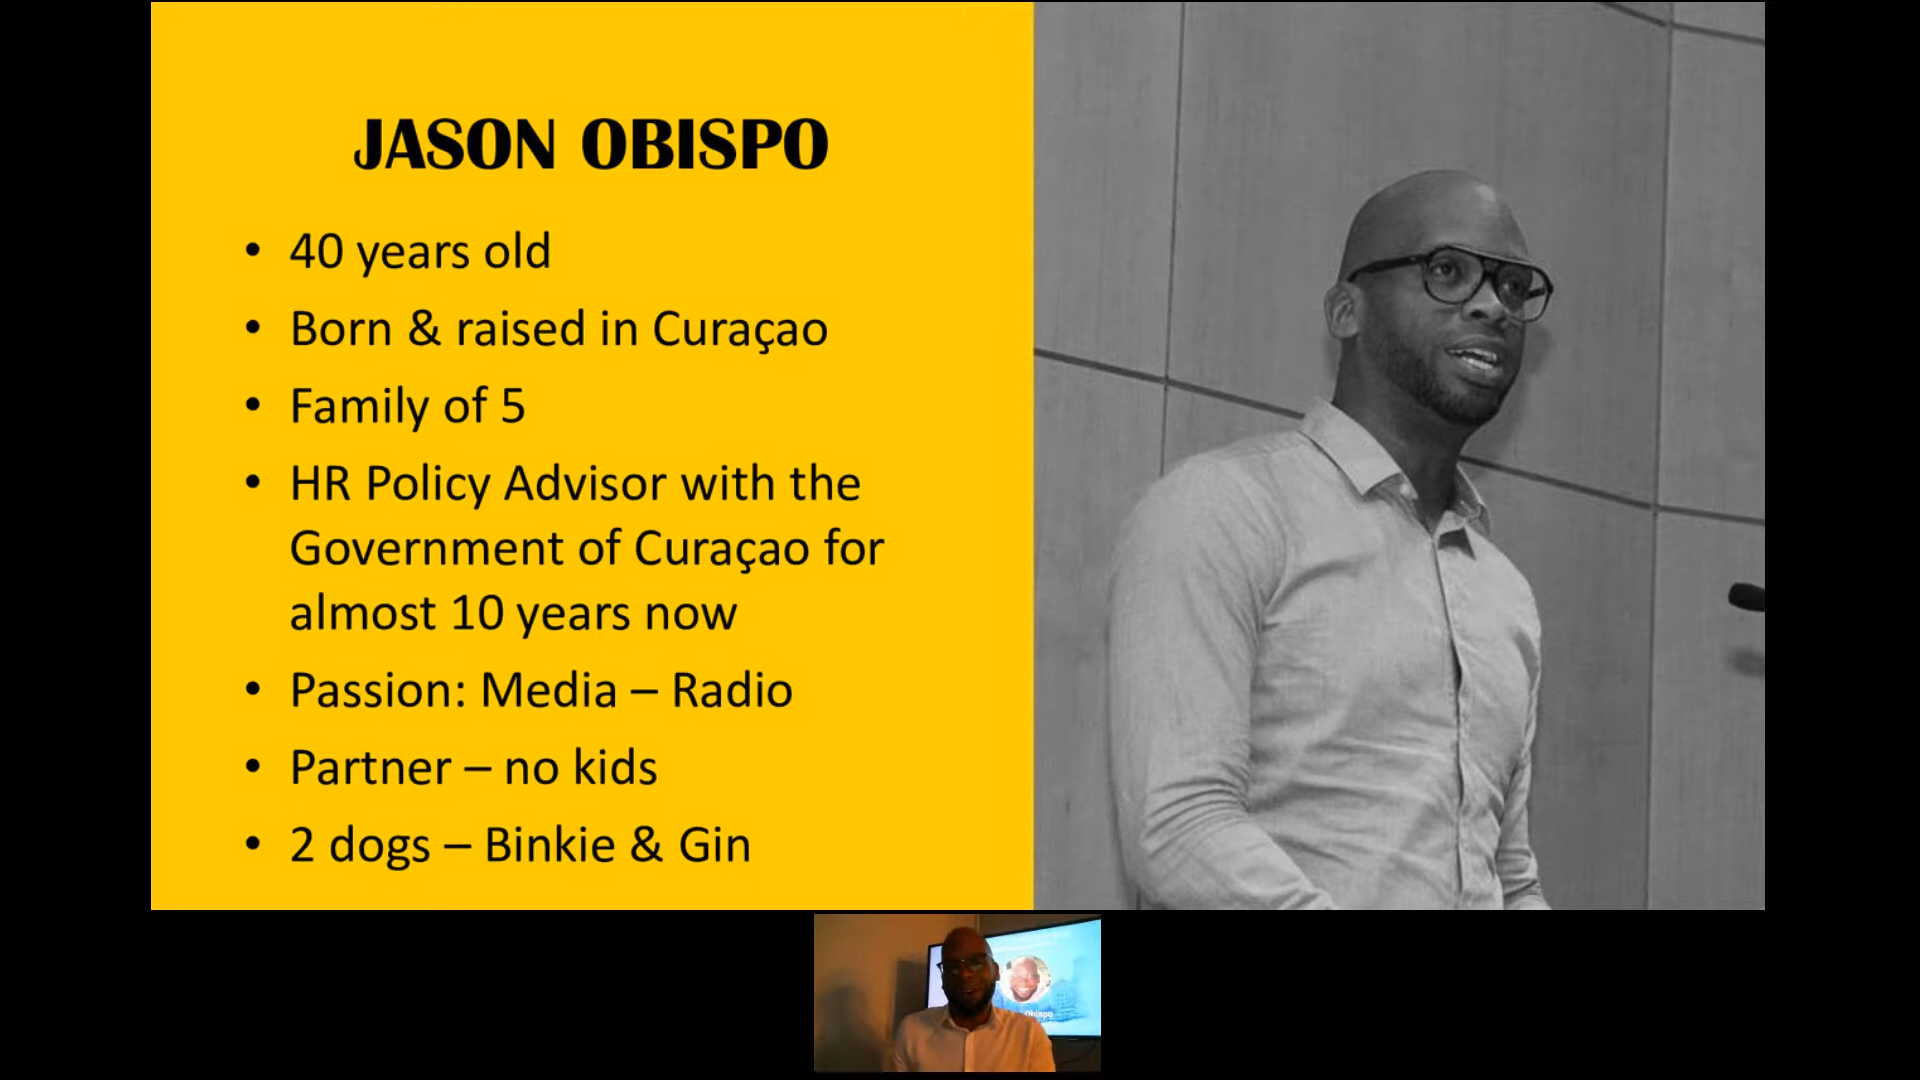 JASON OBISPO
• 40 years old
• Born & raised in Curaçao
• Family of 5
• HR Policy Advisor with the
Government of Curaçao for
almost 10 years now
• Passion: Media – Radio
• Partner – no kids
• 2 dogs – Binkie & Gin
Obispo